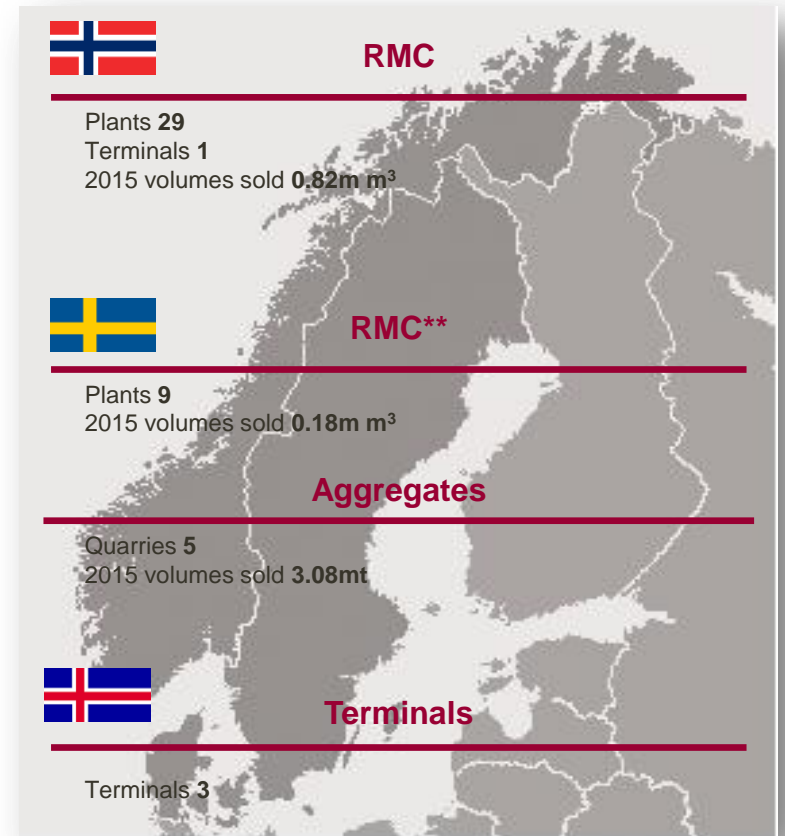 RMC
Plants 29
Terminals 1
2015 volumes sold 0.82m m³
RMC**
Plants 9
2015 volumes sold 0.18m m³
Aggregates
Quarries 5
2015 volumes sold 3.08mt
Terminals
Terminals 3